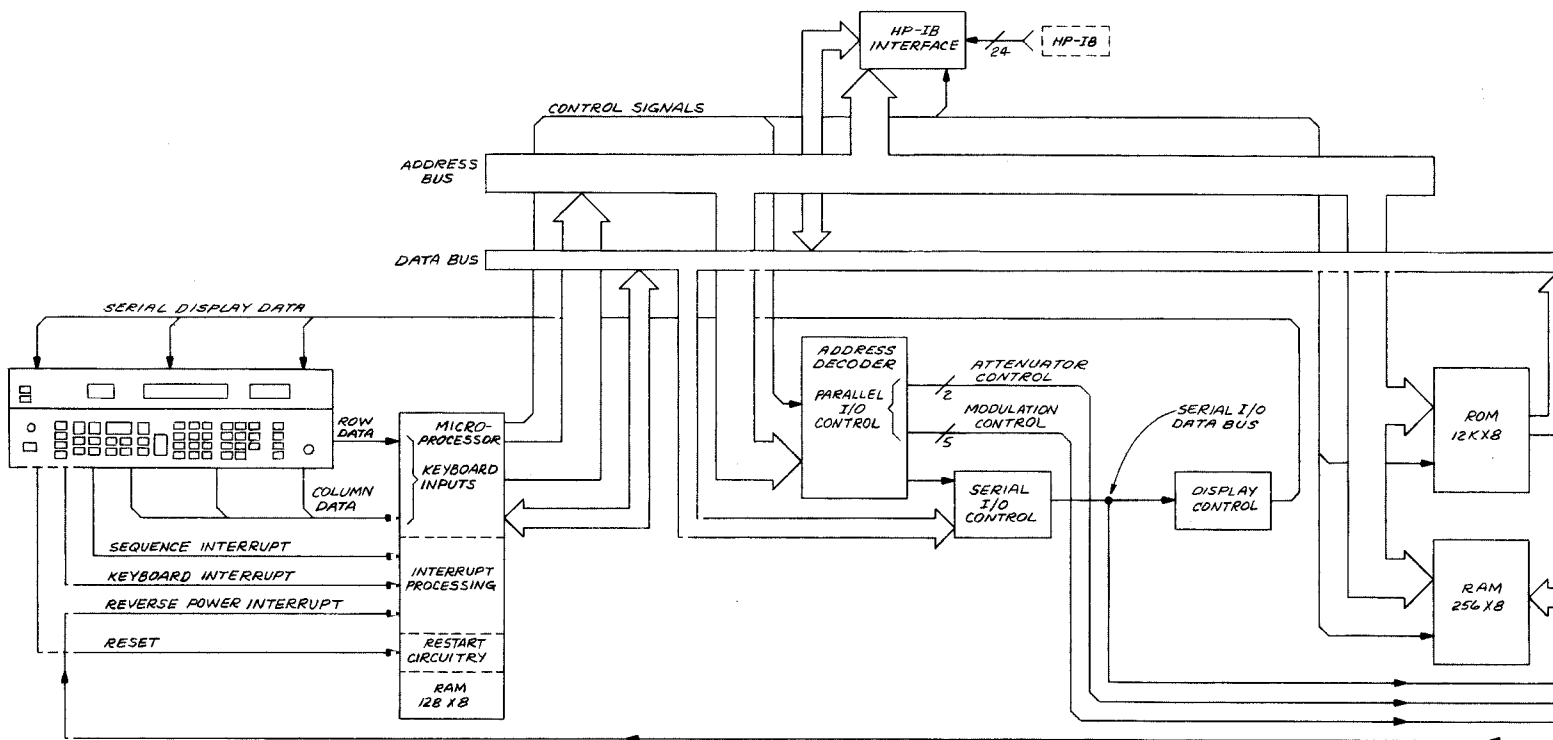 HP-IB
INTERFACE
24
HP-IB
CONTROL SIGNALS
ADDRESS
BUS
DATA BUS
SERIAL DISPLAY DATA
ROW
DATA
COLUMN
DATA
SEQUENCE INTERRUPT
KEYBOARD INTERRUPT
REVERSE POWER INTERRUPT
RESET
MICRO-
PROCESSOR
KEYBOARD
INPUTS
INTERRUPT
PROCESSING
RESTART
CIRCUITRY
RAM
128 X 8
ADDRESS
DECODER
PARALLEL
I/O
CONTROL
ATTENUATOR
CONTROL
2
MODULATION
CONTROL
5
SERIAL
I/O
CONTROL
SERIAL I/O
DATA BUS
DISPLAY
CONTROL
ROM
12K X 8
RAM
256 X 8